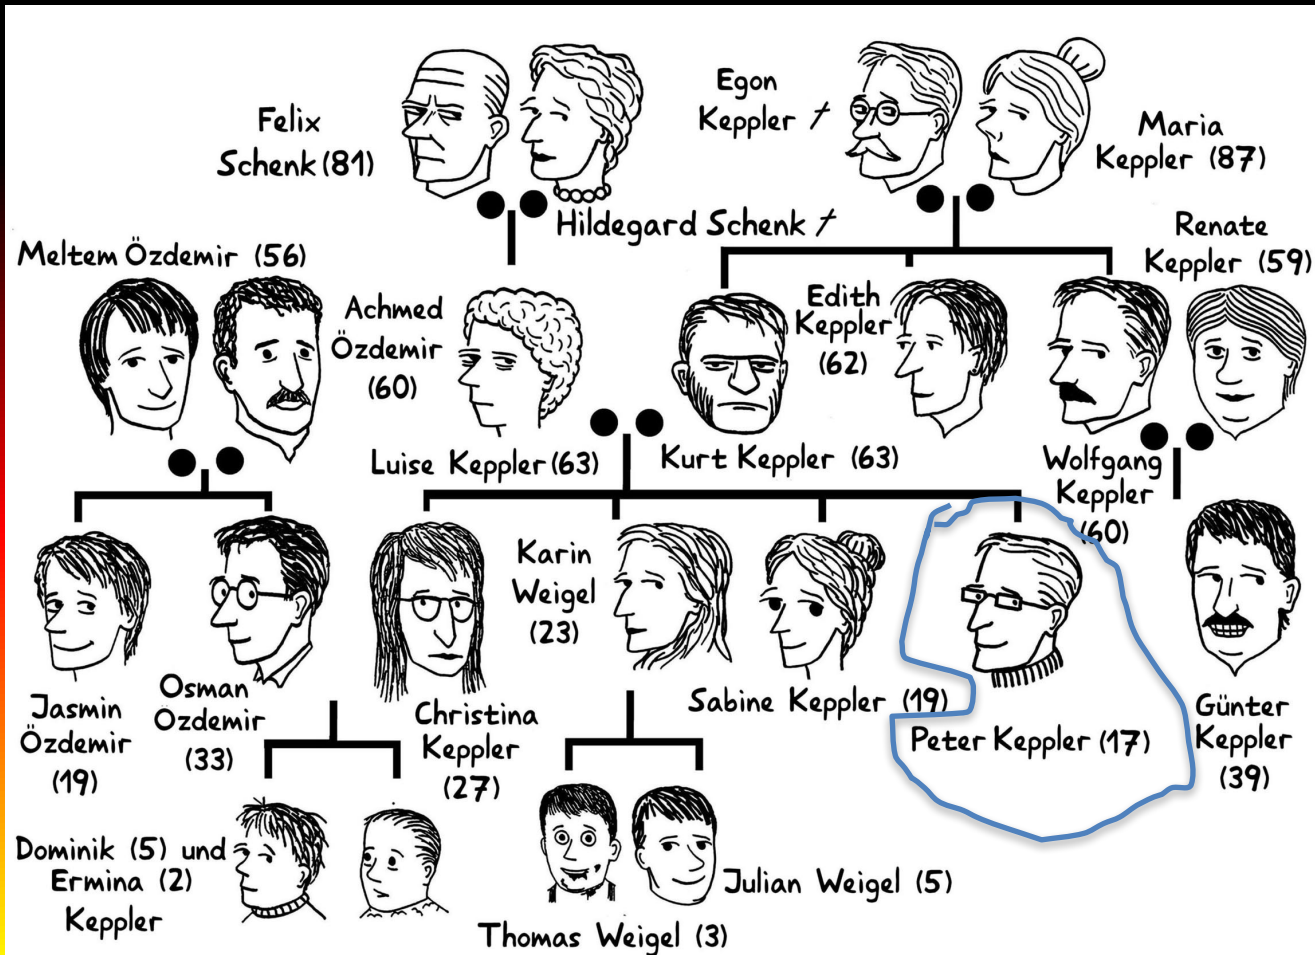 Felix
Schenk (81)
Egon
Keppler †
Maria
Keppler (87)
Hildegard Schenk †
Meltem Özdemir (56)
Renate
Keppler (59)
Achmed
Özdemir
(60)
Edith
Keppler
(62)
Luise Keppler (63)
Kurt Keppler (63)
Wolfgang
Keppler
(60)
Karin
Weigel
(23)
Jasmin
Özdemir
(19)
Osman
Özdemir
(33)
Christina
Keppler
(27)
Sabine Keppler (19)
Peter Keppler (17)
Günter
Keppler
(39)
Dominik (5) und
Ermina (2)
Keppler
Julian Weigel (5)
Thomas Weigel (3)